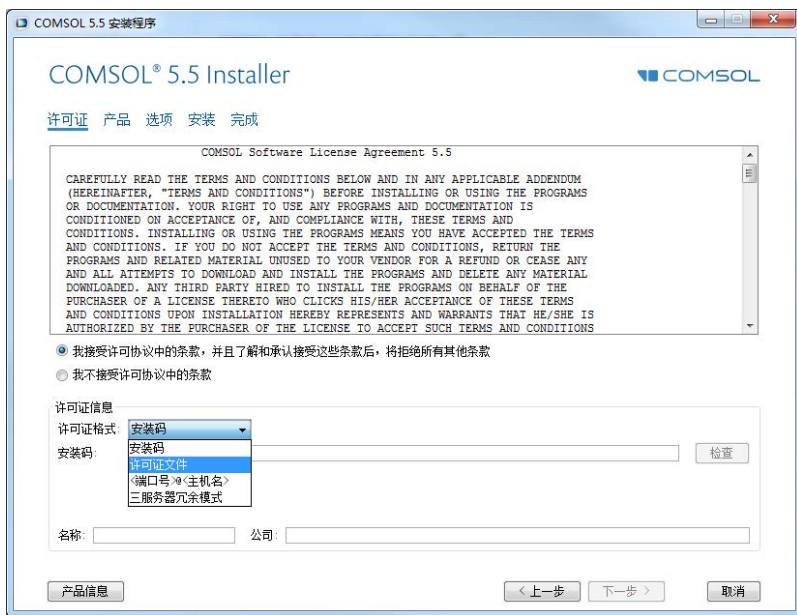 COMSOL 5.5 安装程序
COMSOL® 5.5 Installer
COMSOL
许可证 产品 选项 安装 完成
COMSOL Software License Agreement 5.5
CAREFULLY READ THE TERMS AND CONDITIONS BELOW AND IN ANY APPLICABLE ADDENDUM
(HEREINAFTER, "TERMS AND CONDITIONS") BEFORE INSTALLING OR USING THE PROGRAMS
OR DOCUMENTATION. YOUR RIGHT TO USE ANY PROGRAMS AND DOCUMENTATION IS
CONDITIONED ON ACCEPTANCE OF, AND COMPLIANCE WITH, THESE TERMS AND
CONDITIONS. INSTALLING OR USING THE PROGRAMS MEANS YOU HAVE ACCEPTED THE TERMS
AND CONDITIONS. IF YOU DO NOT ACCEPT THE TERMS AND CONDITIONS, RETURN THE
PROGRAMS AND RELATED MATERIAL UNUSED TO YOUR VENDOR FOR A REFUND OR CEASE ANY
AND ALL ATTEMPTS TO DOWNLOAD AND INSTALL THE PROGRAMS AND DELETE ANY MATERIAL
DOWNLOADED. ANY THIRD PARTY HIRED TO INSTALL THE PROGRAMS ON BEHALF OF THE
PURCHASER OF A LICENSE THERETO WHO CLICKS HIS/HER ACCEPTANCE OF THESE TERMS
AND CONDITIONS UPON INSTALLATION HEREBY REPRESENTS AND WARRANTS THAT HE/SHE IS
AUTHORIZED BY THE PURCHASER OF THE LICENSE TO ACCEPT SUCH TERMS AND CONDITIONS
我接受许可协议中的条款，并且了解和承认接受这些条款后，将拒绝所有其他条款
我不接受许可协议中的条款
许可证信息
许可证格式: 安装码
安装码
安装码: 检查
许可证文件
<端口号>@<主机名>
三服务器冗余模式
名称: 公司:
产品信息 < 上一步 下一步 > 取消